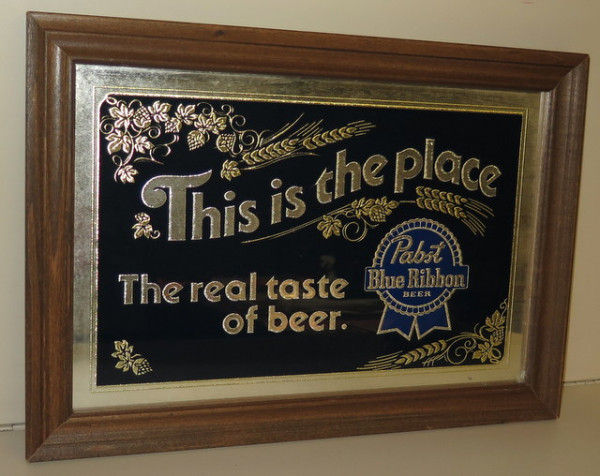 This is the place
The real taste
of beer.
Pabst
Blue Ribbon
BEER